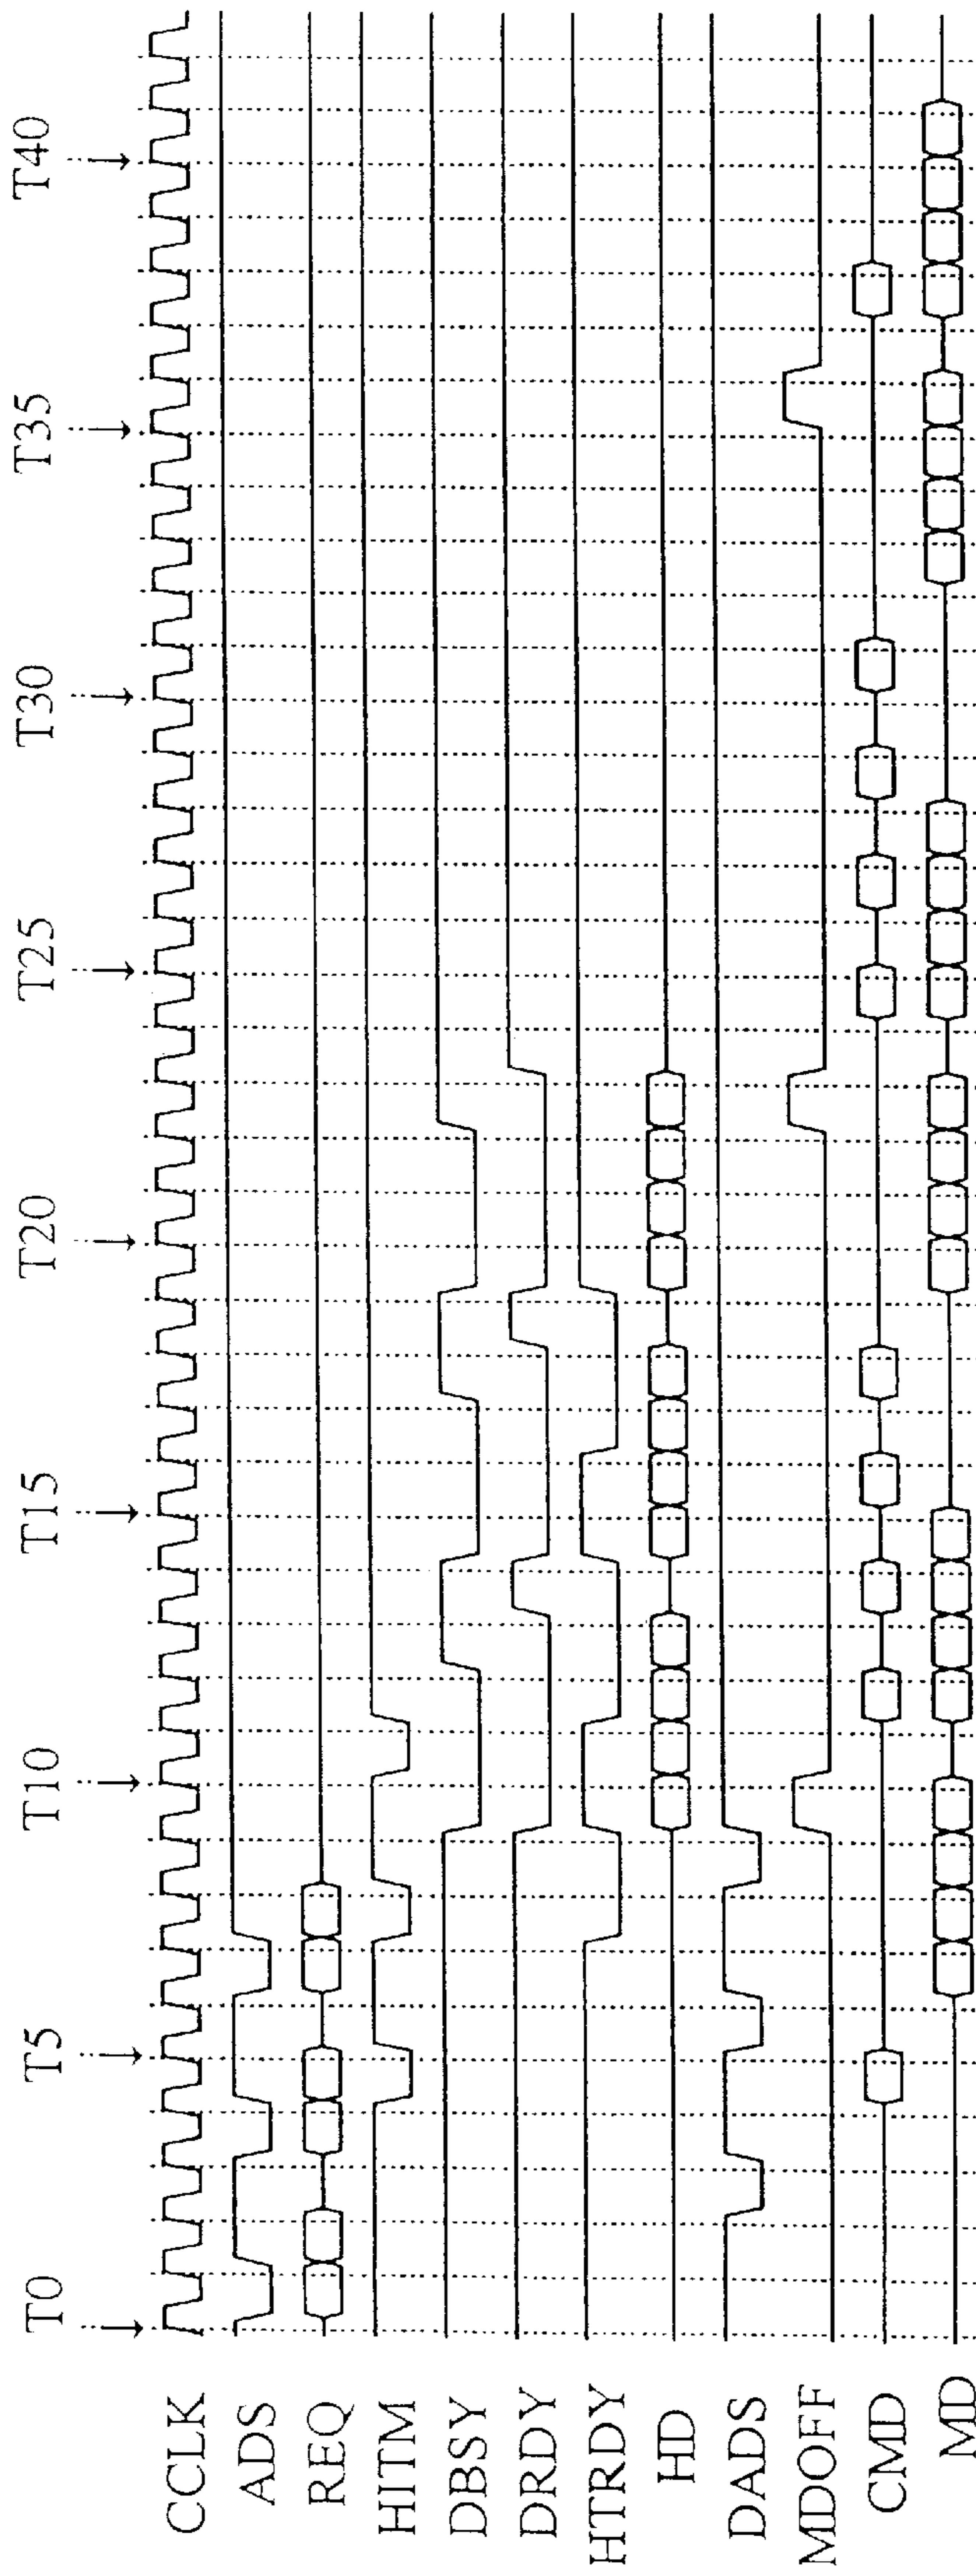 T0
T5
T10
T15
T20
T25
T30
T35
T40
CCLK
ADS
REQ
HITM
DBSY
DRDY
HTRDY
HD
DADS
MDOFF
CMD
MD